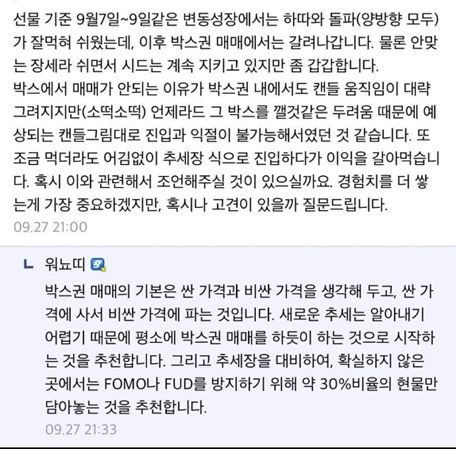 선물 기준 9월7일~9일같은 변동성장에서는 하따와 돌파(양방향 모두)
가 잘먹혀 쉬웠는데, 이후 박스권 매매에서는 갈려나갑니다. 물론 안맞
는 장세라 쉬면서 시드는 계속 지키고 있지만 좀 갑갑합니다.
박스에서 매매가 안되는 이유가 박스권 내에서도 캔들 움직임이 대략
그려지지만(소떡소떡) 언제라드 그 박스를 깰것같은 두려움 때문에 예
상되는 캔들그림대로 진입과 익절이 불가능해서였던 것 같습니다. 또
조금 먹더라도 어김없이 추세장 식으로 진입하다가 이익을 갈아먹습니
다. 혹시 이와 관련해서 조언해주실 것이 있으실까요. 경험치를 더 쌓
는게 가장 중요하겠지만, 혹시나 고견이 있을까 질문드립니다.
09.27 21:00
워뇨띠
박스권 매매의 기본은 싼 가격과 비싼 가격을 생각해 두고, 싼 가
격에 사서 비싼 가격에 파는 것입니다. 새로운 추세는 알아내기
어렵기 때문에 평소에 박스권 매매를 하듯이 하는 것으로 시작하
는 것을 추천합니다. 그리고 추세장을 대비하여, 확실하지 않은
곳에서는 FOMO나 FUD를 방지하기 위해 약 30%비율의 현물만
담아놓는 것을 추천합니다.
09.27 21:33